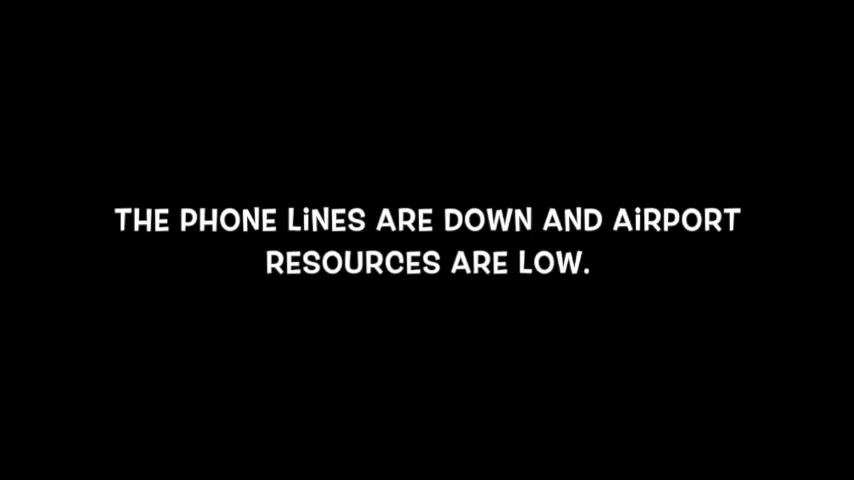 THE PHONE LiNES ARE DOWN AND AiRPORT
RESOURCES ARE LOW.